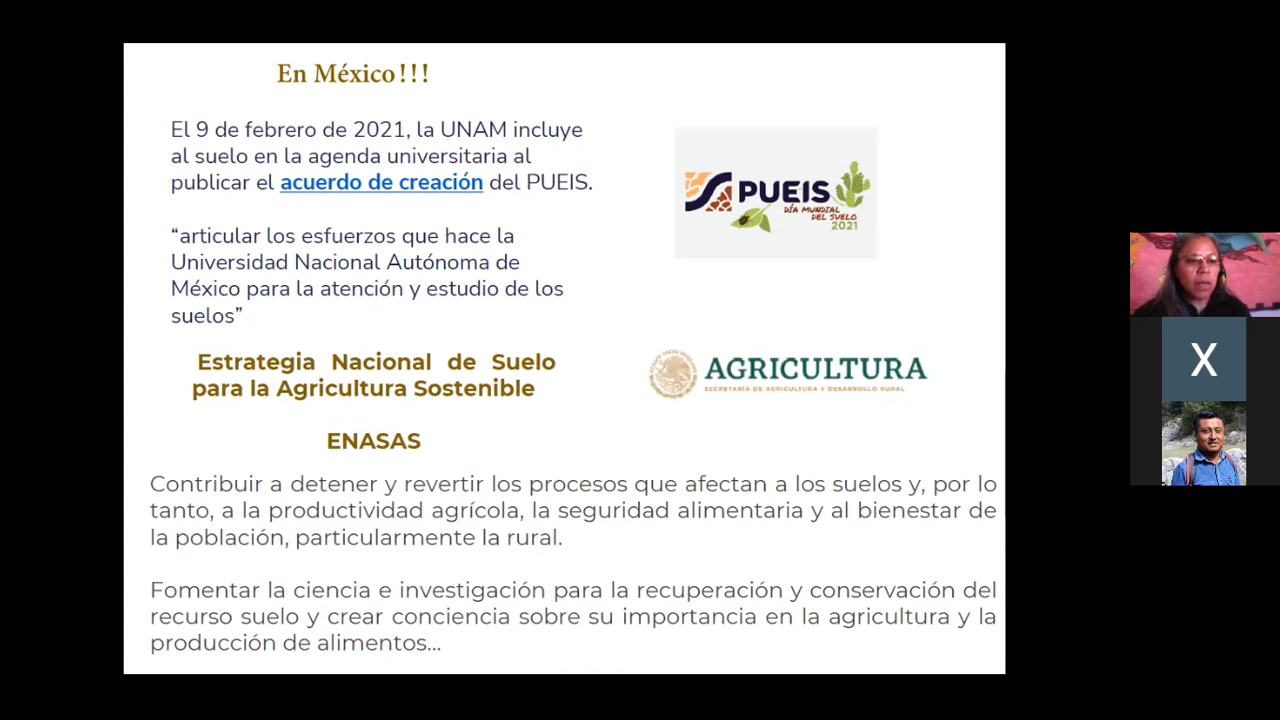 En México!!!
El 9 de febrero de 2021, la UNAM incluye
al suelo en la agenda universitaria al
publicar el acuerdo de creación del PUEIS.
“articular los esfuerzos que hace la
Universidad Nacional Autónoma de
México para la atención y estudio de los
suelos”
PUEIS
DÍA MUNDIAL
DEL SUELO
2021
Estrategia Nacional de Suelo
para la Agricultura Sostenible
AGRICULTURA
SECRETARÍA DE AGRICULTURA Y DESARROLLO RURAL
ENASAS
Contribuir a detener y revertir los procesos que afectan a los suelos y, por lo
tanto, a la productividad agrícola, la seguridad alimentaria y al bienestar de
la población, particularmente la rural.
Fomentar la ciencia e investigación para la recuperación y conservación del
recurso suelo y crear conciencia sobre su importancia en la agricultura y la
producción de alimentos...
X